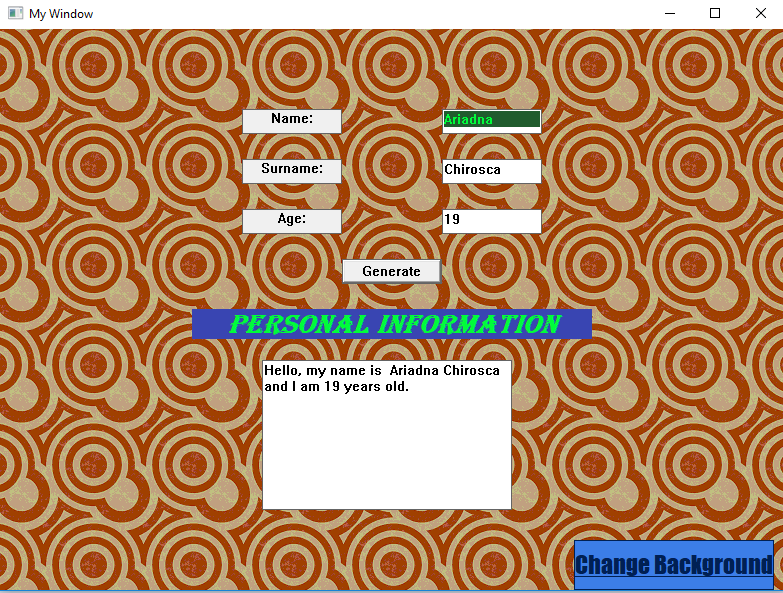 My Window
Name:
Ariadna
Surname:
Chirosca
Age:
19
Generate
PERSONAL INFORMATION
Hello, my name is  Ariadna Chirosca
and I am 19 years old.
Change Background